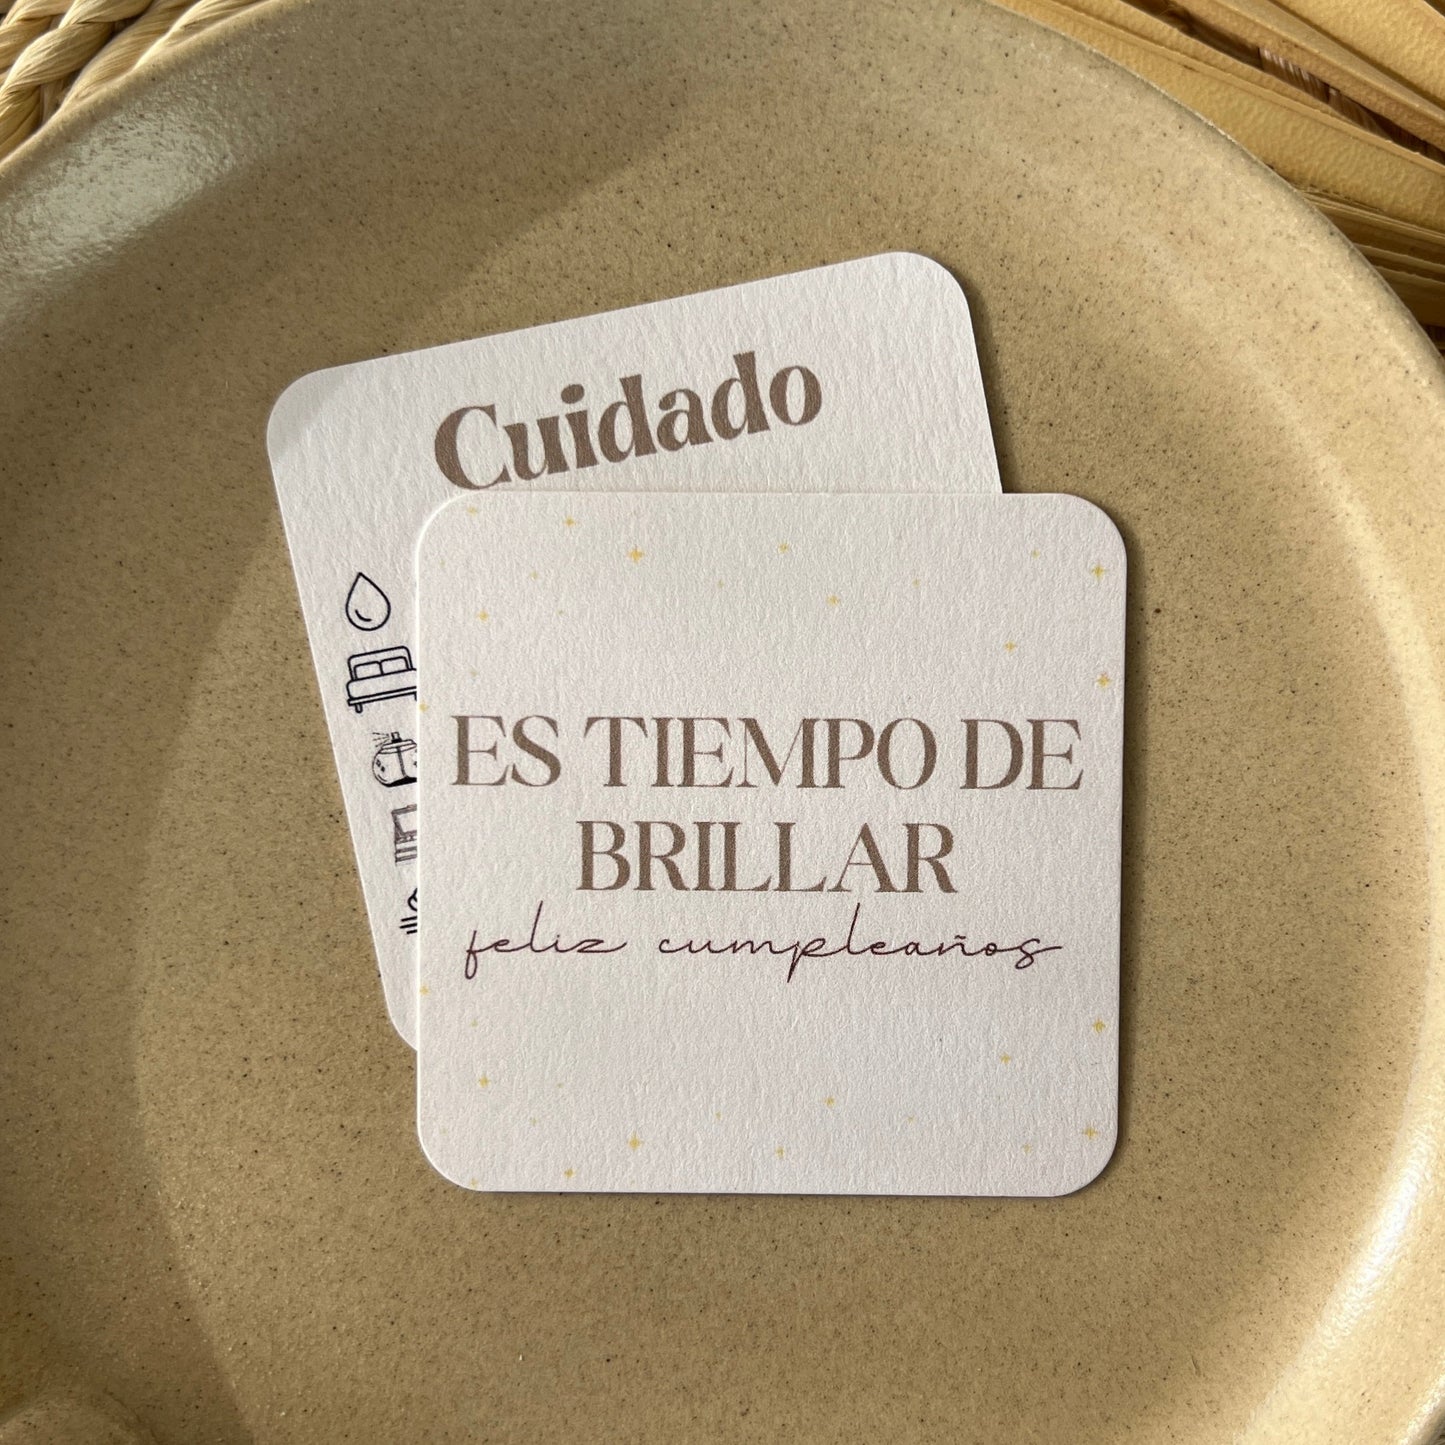 Cuidado
ES TIEMPO DE
BRILLAR
feliz cumpleaños